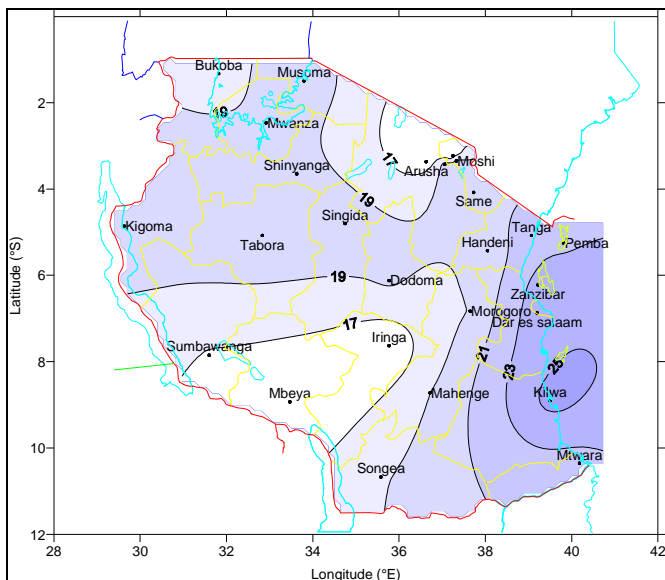 Bukoba
Musoma
2
19
Mwanza
17
Moshi
Arusha
Shinyanga
4
19
Same
Singida
Kigoma
Tanga
Tabora
Handeni
Pemba
6
19
Dodoma
Zanzibar
Morogoro
Dar es salaam
17
Iringa
21
Sumbawanga
8
23
25
Mbeya
Mahenge
Kilwa
10
Mtwara
Songea
12
28 30 32 34 36 38 40 42
Latitude (°S)
Longitude (°E)